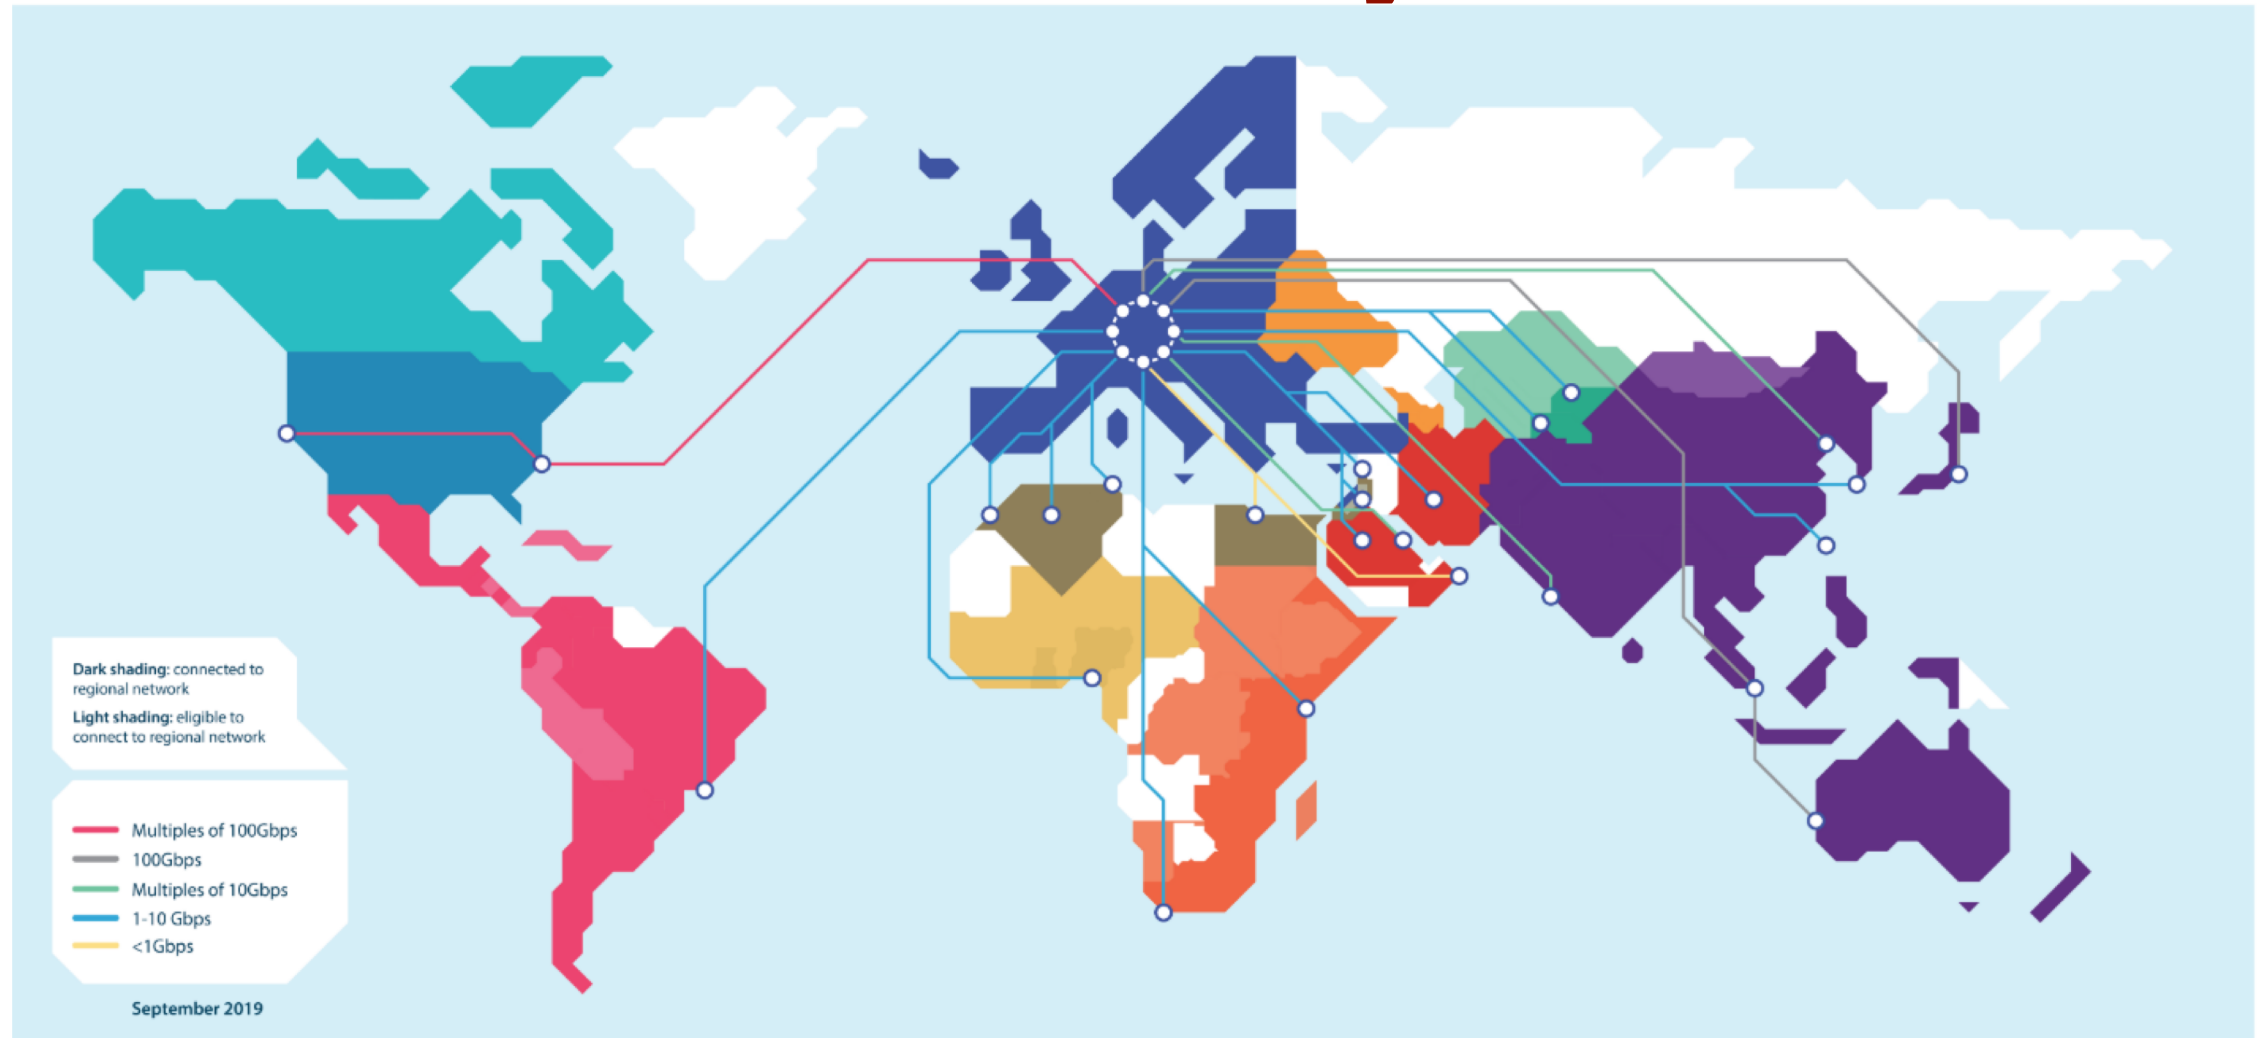 Dark shading: connected to
regional network
Light shading: eligible to
connect to regional network
Multiples of 100Gbps
100Gbps
Multiples of 10Gbps
1-10 Gbps
<1Gbps
September 2019